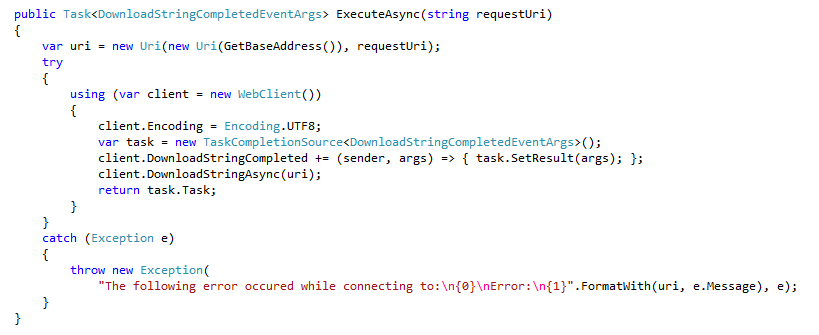 public Task<DownloadStringCompletedEventArgs> ExecuteAsync(string requestUri)
{
    var uri = new Uri(new Uri(GetBaseAddress()), requestUri);
    try
    {
        using (var client = new WebClient())
        {
            client.Encoding = Encoding.UTF8;
            var task = new TaskCompletionSource<DownloadStringCompletedEventArgs>();
            client.DownloadStringCompleted += (sender, args) => { task.SetResult(args); };
            client.DownloadStringAsync(uri);
            return task.Task;
        }
    }
    catch (Exception e)
    {
        throw new Exception(
            "The following error occured while connecting to:\n{0}\nError:\n{1}".FormatWith(uri, e.Message), e);
    }
}